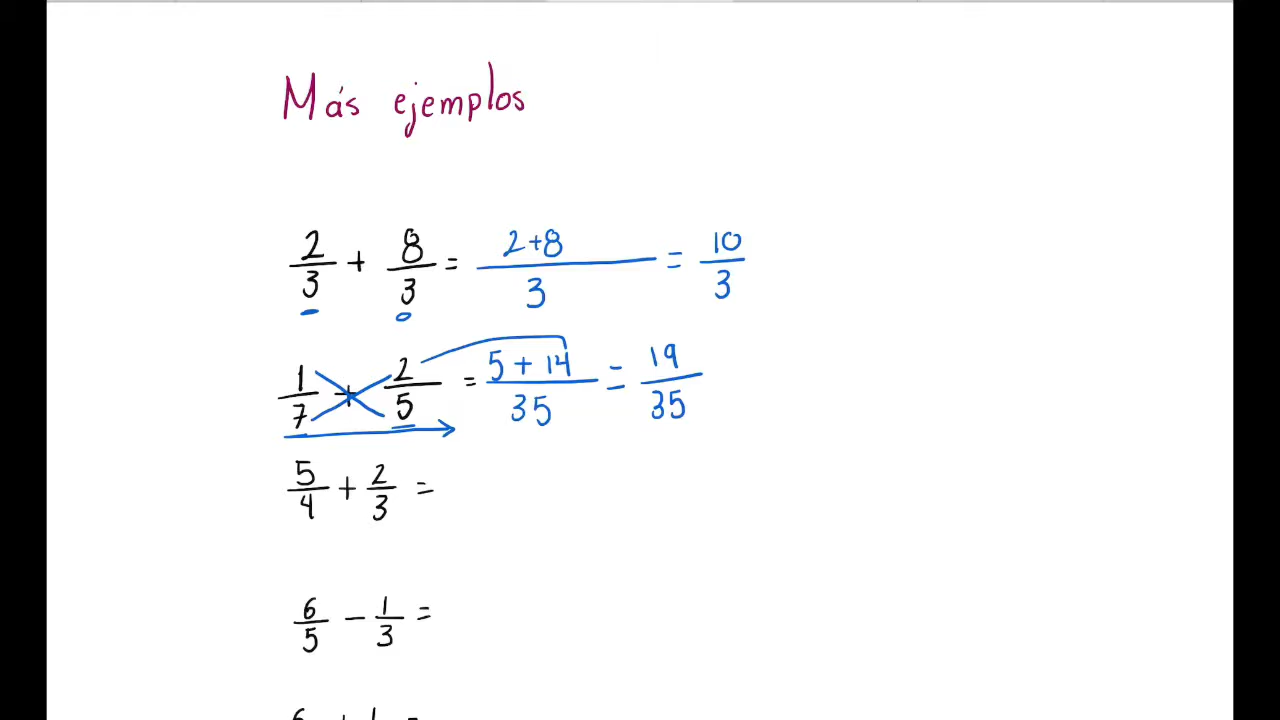 Más ejemplos
2/3 + 8/3 = 2+8/3 = 10/3
1/7 + 2/5 = 5 + 14/35 = 19/35
5/4 + 2/3 =
6/5 - 1/3 =